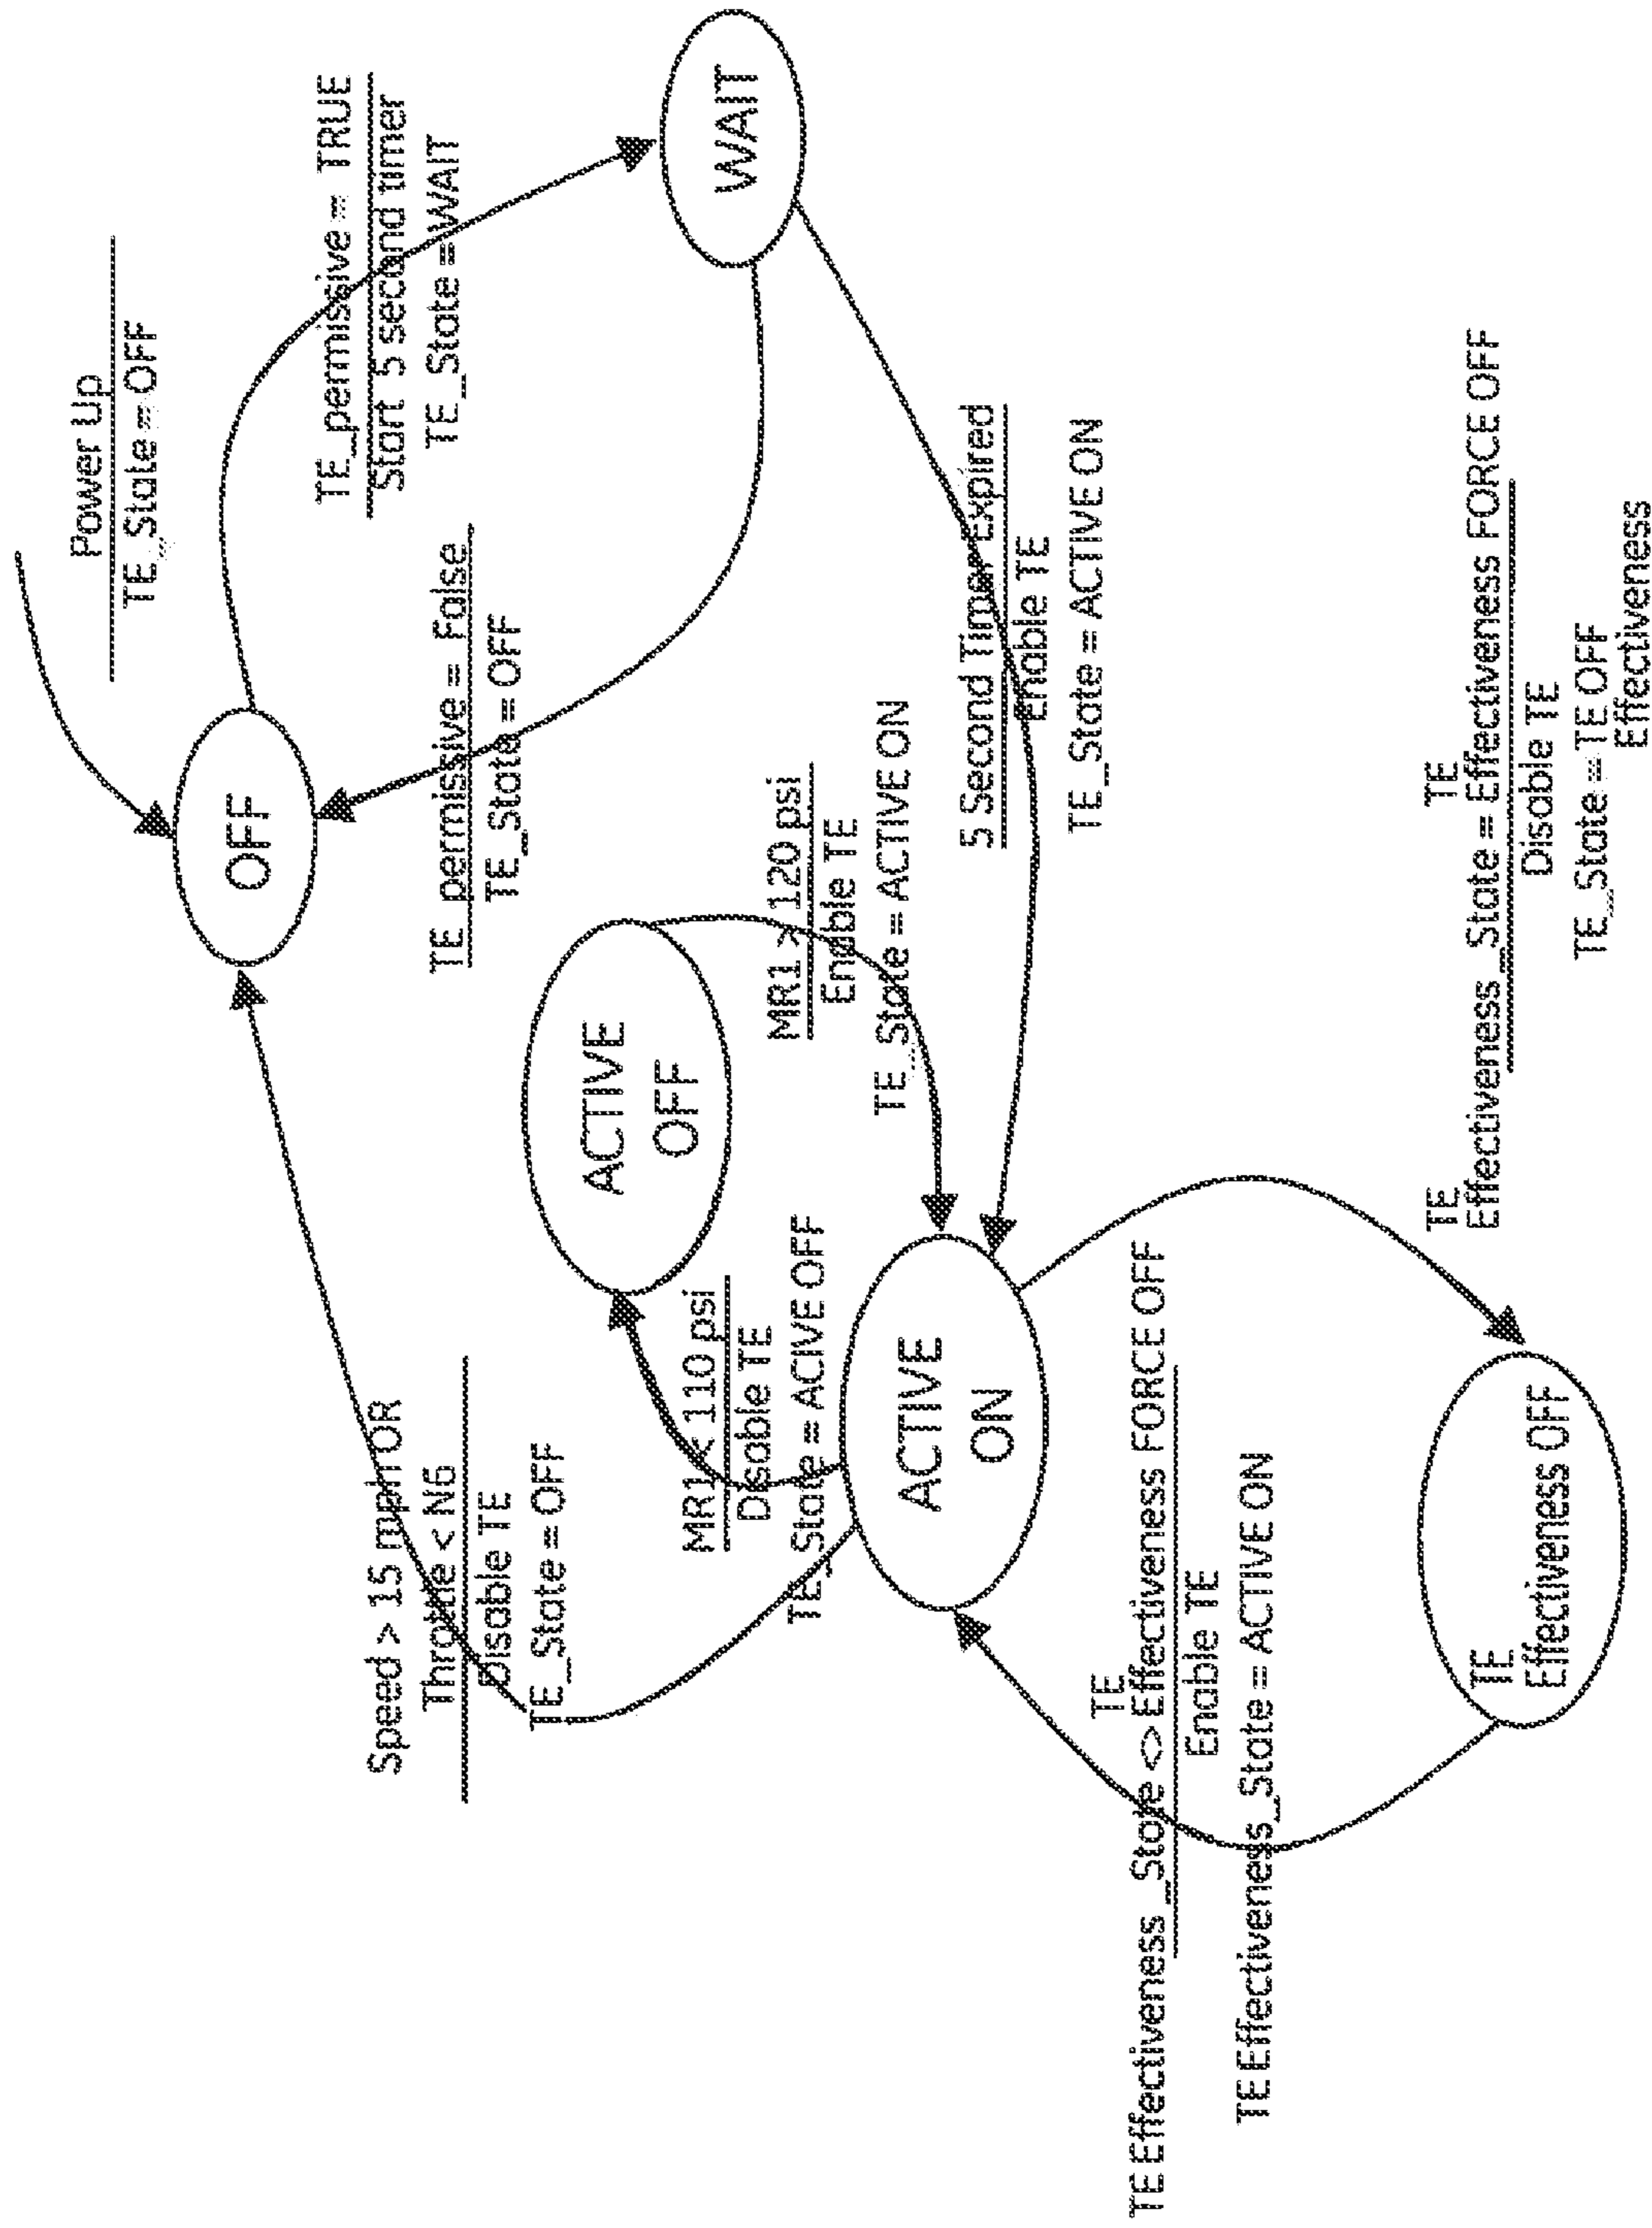 Power Up
TE_State = OFF
OFF
TE_permissive = TRUE
Start 5 second timer
TE_State = WAIT
WAIT
TE_permissive = False
TE_State = OFF
Speed > 15 mph OR
Throttle < N6
Disable TE
TE_State = OFF
ACTIVE
OFF
MR1 > 120 psi
Enable TE
TE_State = ACTIVE ON
MR1 < 110 psi
Disable TE
TE_State = ACIVE OFF
5 Second Timer Expired
Enable TE
TE_State = ACTIVE ON
ACTIVE
ON
TE
TE Effectiveness_State <> Effectiveness FORCE OFF
Enable TE
TE Effectiveness_State = ACTIVE ON
TE TE
Effectiveness_State = Effectiveness FORCE OFF
Disable TE
TE_State = TE OFF
Effectiveness
TE
Effectiveness OFF